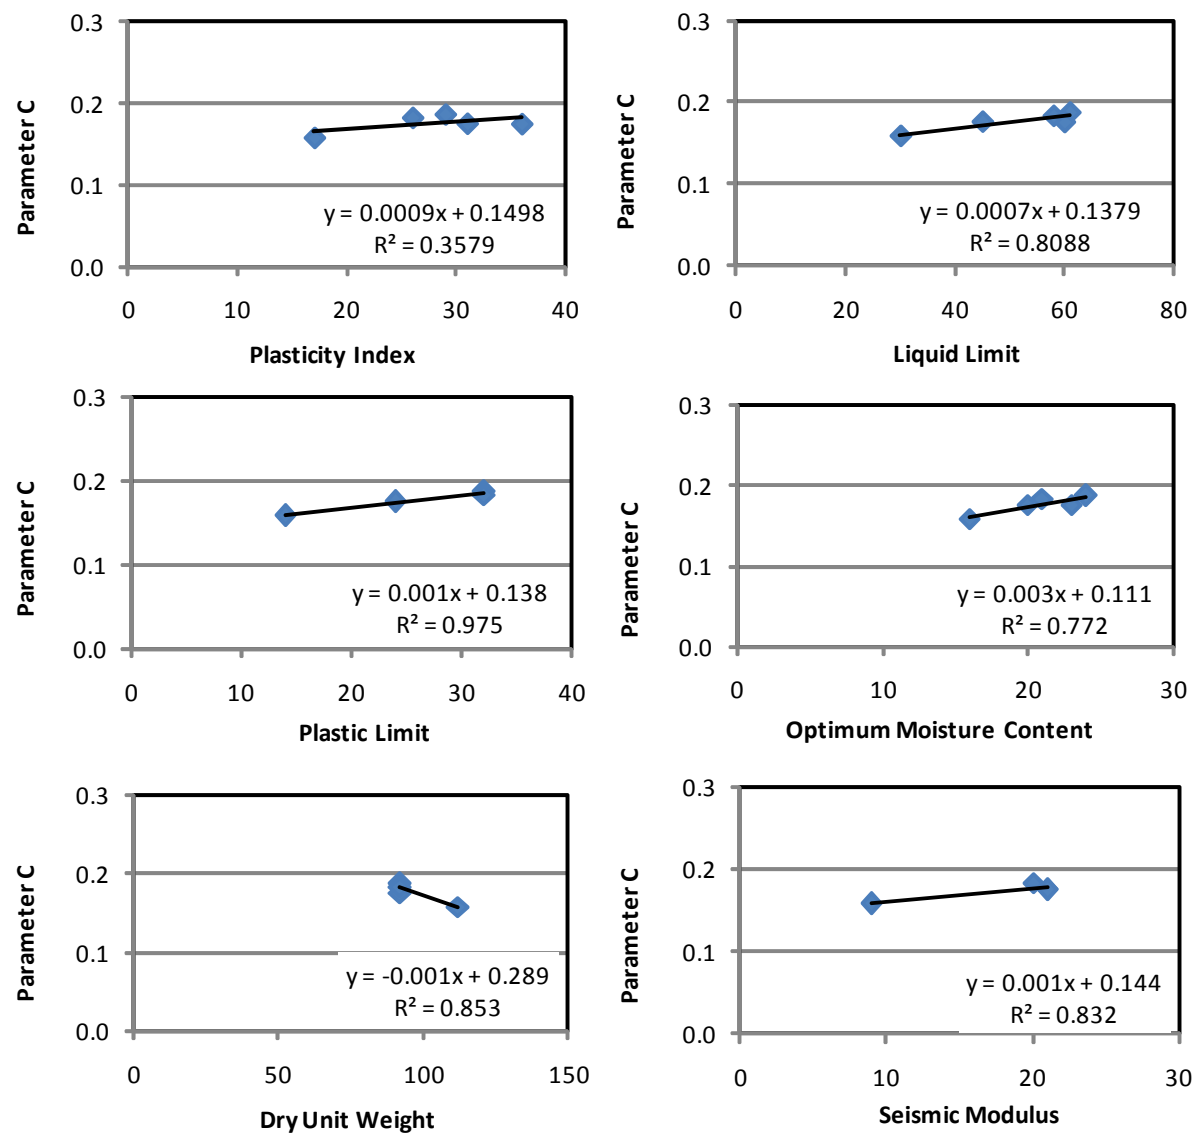 0.3
0.2
0.1
0.0
Parameter C
y = 0.0009x + 0.1498
R² = 0.3579
0 10 20 30 40
Plasticity Index
0.3
0.2
0.1
0.0
Parameter C
y = 0.0007x + 0.1379
R² = 0.8088
0 20 40 60 80
Liquid Limit
0.3
0.2
0.1
0.0
Parameter C
y = 0.001x + 0.138
R² = 0.975
0 10 20 30 40
Plastic Limit
0.3
0.2
0.1
0.0
Parameter C
y = 0.003x + 0.111
R² = 0.772
0 10 20 30
Optimum Moisture Content
0.3
0.2
0.1
0.0
Parameter C
y = -0.001x + 0.289
R² = 0.853
0 50 100 150
Dry Unit Weight
0.3
0.2
0.1
0.0
Parameter C
y = 0.001x + 0.144
R² = 0.832
0 10 20 30
Seismic Modulus